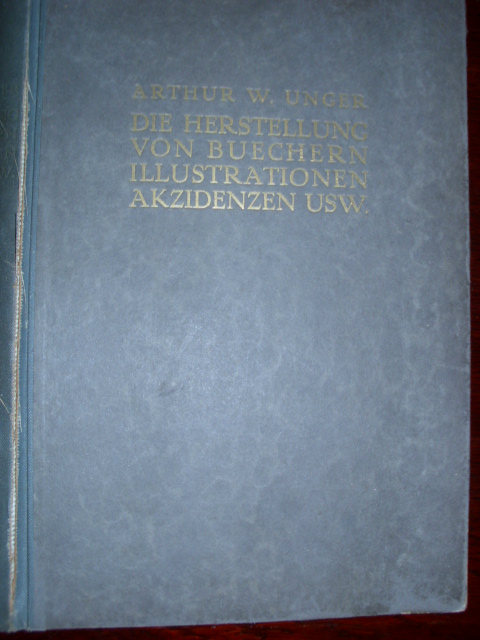 ARTHUR W. UNGER
DIE HERSTELLUNG
VON BUECHERN
ILLUSTRATIONEN
AKZIDENZEN USW.